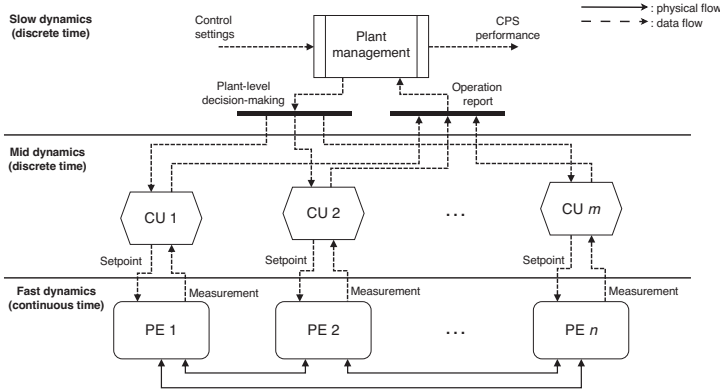 Slow dynamics
(discrete time)
Control
settings
Plant
management
CPS
performance
: physical flow
: data flow
Plant-level
decision-making
Operation
report
Mid dynamics
(discrete time)
CU 1
CU 2
...
CU m
Setpoint
Setpoint
Setpoint
Measurement
Measurement
Measurement
Fast dynamics
(continuous time)
PE 1
PE 2
...
PE n